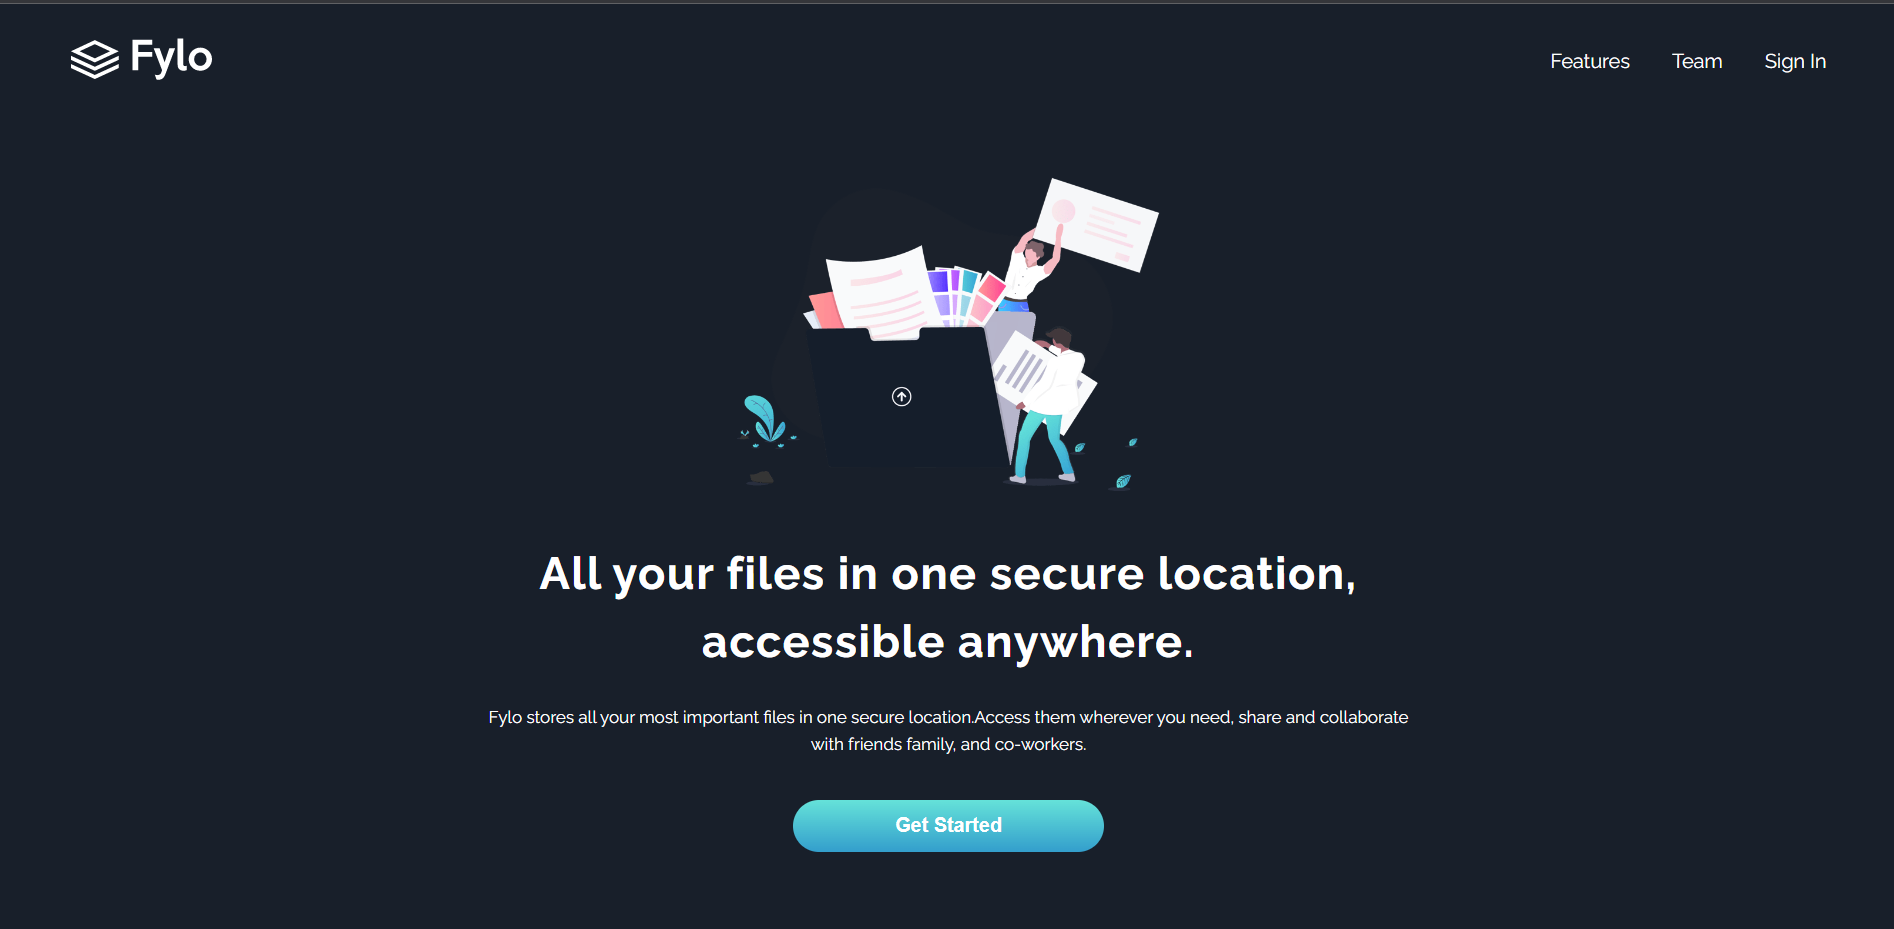 Fylo
Features
Team
Sign In
All your files in one secure location,
accessible anywhere.
Fylo stores all your most important files in one secure location.Access them wherever you need, share and collaborate
with friends family, and co-workers.
Get Started